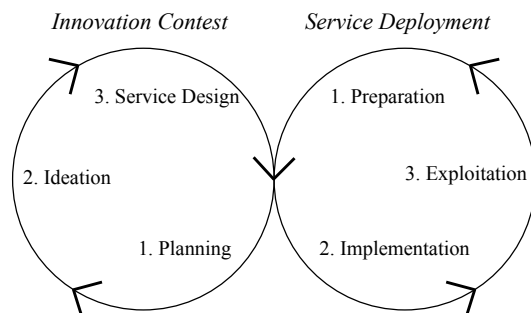 Innovation Contest
Service Deployment
3. Service Design
1. Preparation
2. Ideation
3. Exploitation
1. Planning
2. Implementation